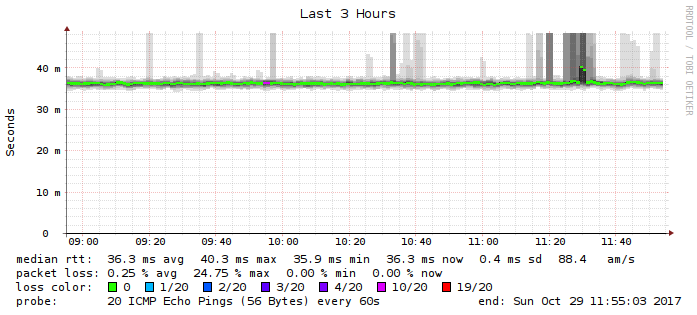 Last 3 Hours
RRDTOOL / TOBI OETIKER
Seconds
40 m
30 m
20 m
10 m
0
09:00 09:20 09:40 10:00 10:20 10:40 11:00 11:20 11:40
median rtt: 36.3 ms avg 40.3 ms max 35.9 ms min 36.3 ms now 0.4 ms sd 88.4 am/s
packet loss: 0.25 % avg 24.75 % max 0.00 % min 0.00 % now
loss color: 0 1/20 2/20 3/20 4/20 10/20 19/20
probe: 20 ICMP Echo Pings (56 Bytes) every 60s end: Sun Oct 29 11:55:03 2017